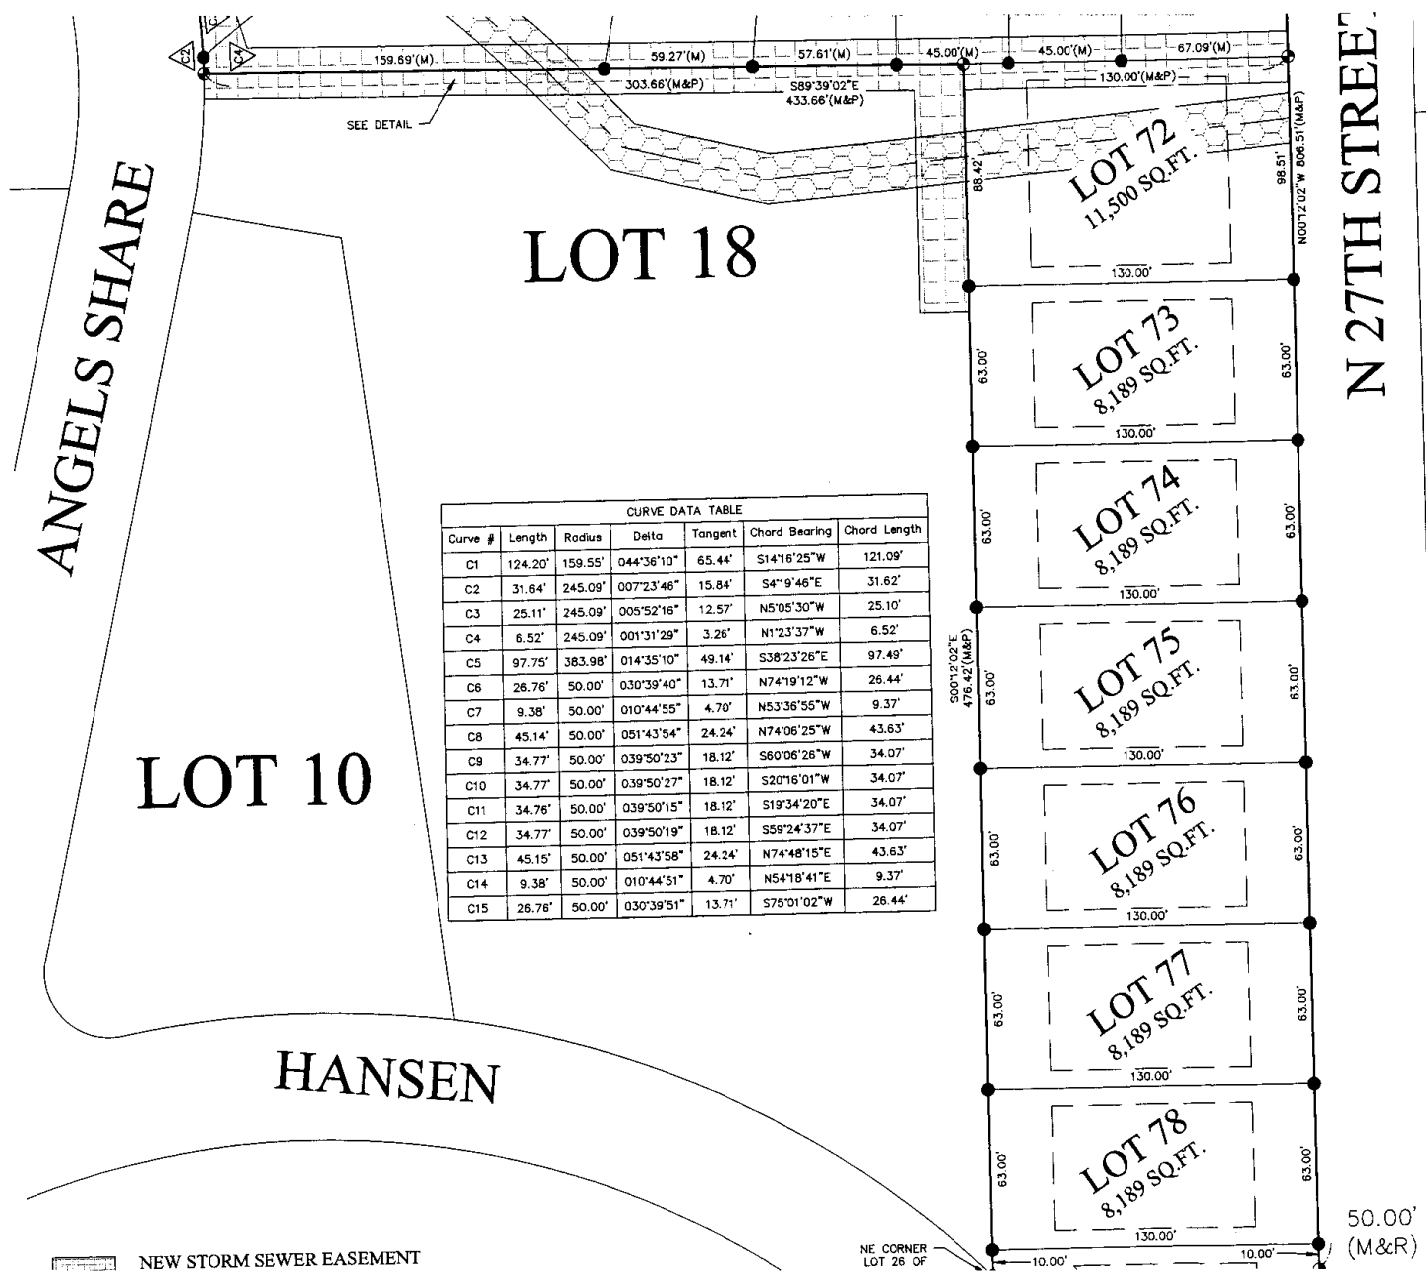 C2
C4
159.69'(M)
59.27'(M)
57.61'(M)
45.00'(M)
45.00'(M)
67.09'(M)
303.66'(M&P)
S89°39'02"E
433.66'(M&P)
130.00'(M&P)
SEE DETAIL
N 27TH STREET
ANGELS SHARE
LOT 18
88.42'
LOT 72
11,500 SQ.FT.
98.51'
N00°12'02"W 806.51'(M&P)
130.00'
63.00'
LOT 73
8,189 SQ.FT.
63.00'
130.00'
63.00'
LOT 74
8,189 SQ.FT.
63.00'
130.00'
S00°12'02"E
476.42'(M&P)
63.00'
LOT 75
8,189 SQ.FT.
63.00'
130.00'
63.00'
LOT 76
8,189 SQ.FT.
63.00'
130.00'
63.00'
LOT 77
8,189 SQ.FT.
63.00'
130.00'
63.00'
LOT 78
8,189 SQ.FT.
63.00'
130.00'
CURVE DATA TABLE
Curve # Length Radius Delta Tangent Chord Bearing Chord Length
C1 124.20' 159.55' 044°36'10" 65.44' S14°16'25"W 121.09'
C2 31.64' 245.09' 007°23'46" 15.84' 31.62'
C3 25.11' 245.09' 005°52'16" 12.57' N5°05'30"W 25.10'
C4 6.52' 245.09' 001°31'29" 3.26' N1°23'37"W 6.52'
C5 97.75' 383.98' 014°35'10" 49.14' S38°23'26"E 97.49'
C6 26.76' 50.00' 030°39'40" 13.71' N74°19'12"W 26.44'
C7 9.38' 50.00' 010°44'55" 4.70' N53°36'55"W 9.37'
C8 45.14' 50.00' 051°43'54" 24.24' N74°06'25"W 43.63'
C9 34.77' 50.00' 039°50'23" 18.12' S60°06'26"W 34.07'
C10 34.77' 50.00' 039°50'27" 18.12' S20°16'01"W 34.07'
C11 34.76' 50.00' 039°50'15" 18.12' S19°34'20"E 34.07'
C12 34.77' 50.00' 039°50'19" 18.12' S59°24'37"E 34.07'
C13 45.15' 50.00' 051°43'58" 24.24' N74°48'15"E 43.63'
C14 9.38' 50.00' 010°44'51" 4.70' N54°18'41"E 9.37'
C15 26.76' 50.00' 030°39'51" 13.71' S75°01'02"W 26.44'
LOT 10
HANSEN
NEW STORM SEWER EASEMENT
NE CORNER
LOT 26 OF
10.00'
10.00'
50.00'
(M&R)